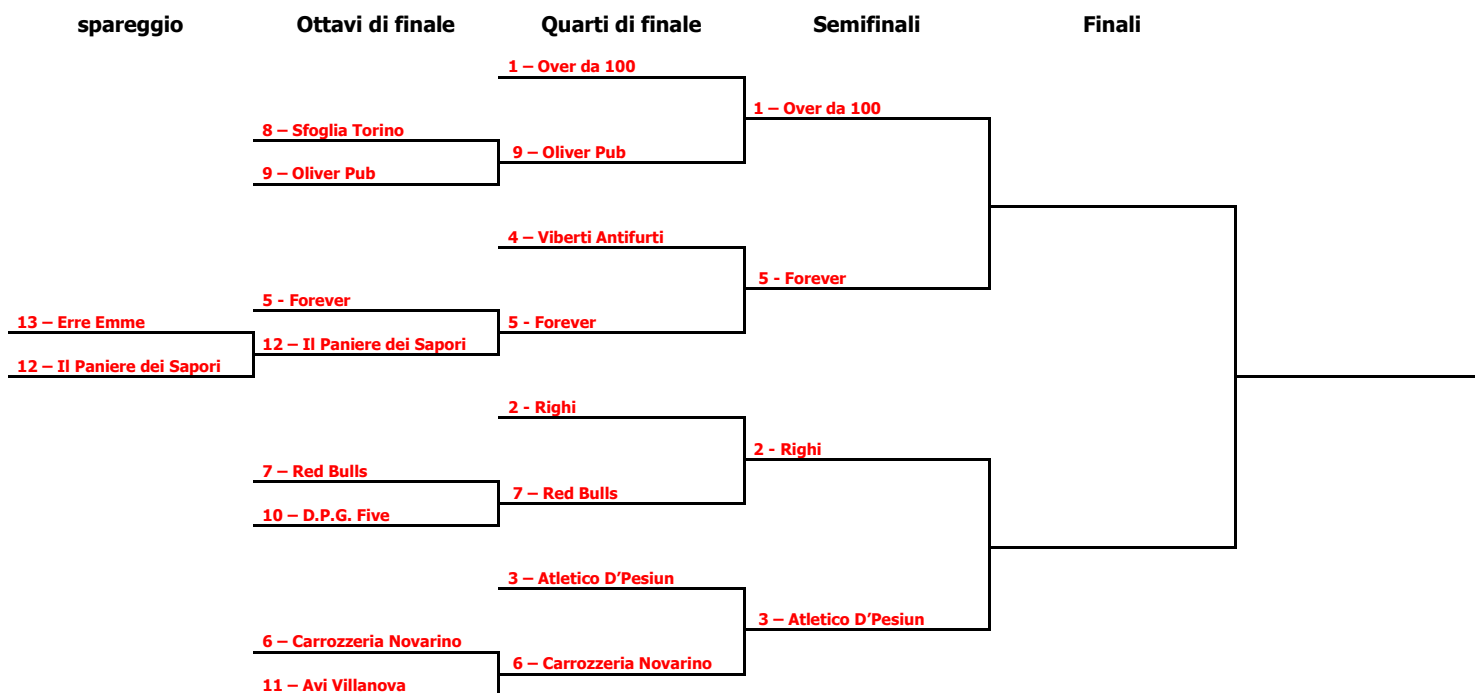 spareggio
Ottavi di finale
Quarti di finale
Semifinali
Finali
1 – Over da 100
1 – Over da 100
8 – Sfoglia Torino
9 – Oliver Pub
9 – Oliver Pub
4 – Viberti Antifurti
5 - Forever
5 - Forever
13 – Erre Emme
5 - Forever
12 – Il Paniere dei Sapori
12 – Il Paniere dei Sapori
2 - Righi
2 - Righi
7 – Red Bulls
7 – Red Bulls
10 – D.P.G. Five
3 – Atletico D’Pesiun
3 – Atletico D’Pesiun
6 – Carrozzeria Novarino
6 – Carrozzeria Novarino
11 – Avi Villanova